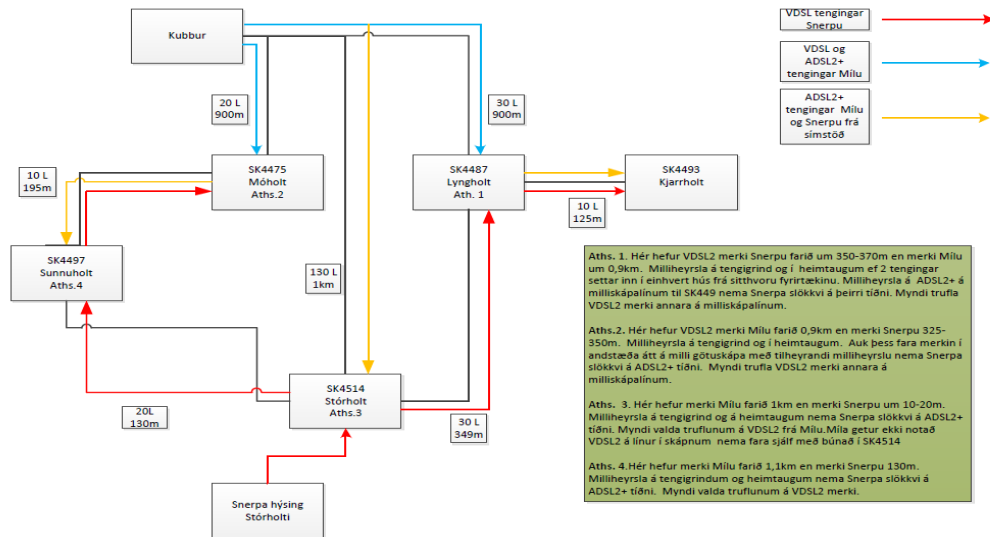 Kubbur
VDSL tengingar
Snerpu
VDSL og
ADSL2+
tengingar Mílu
ADSL2+
tengingar Mílu
og Snerpu frá
símstöð
20 L
900m
30 L
900m
SK4475
Móholt
Aths.2
SK4487
Lyngholt
Ath. 1
SK4493
Kjarrholt
10 L
195m
10 L
125m
SK4497
Sunnuholt
Aths.4
130 L
1km
SK4514
Stórholt
Aths.3
20L
130m
30 L
349m
Snerpa hýsing
Stórholti
Aths. 1. Hér hefur VDSL2 merki Snerpu farið um 350-370m en merki Mílu
um 0,9km. Milliheyrsla á tengigrind og í heimtaugum ef 2 tengingar
settar inn í einhvert hús frá sitthvoru fyrirtækinu. Milliheyrsla á ADSL2+ á
milliskápalínum til SK449 nema Snerpa slökkvi á þeirri tíðni. Myndi trufla
VDSL2 merki annara á milliskápalínum.
Aths.2. Hér hefur VDSL2 merki Mílu farið 0,9km en merki Snerpu 325-
350m. Milliheyrsla á tengigrind og í heimtaugum. Auk þess fara merkin í
andstæða átt á milli götuskápa með tilheyrandi milliheyrslu nema Snerpa
slökkvi á ADSL2+ tíðni. Myndi trufla VDSL2 merki annara á
milliskápalínum.
Aths. 3. Hér hefur merki Mílu farið 1km en merki Snerpu um 10-20m.
Milliheyrsla á tengigrind og á heimtaugum nema Snerpa slökkvi á ADSL2+
tíðni. Myndi valda truflunum á VDSL2 frá Mílu.Míla getur ekki notað
VDSL2 á línur í skápnum nema fara sjálf með búnað í SK4514
Aths. 4.Hér hefur merki Mílu farið 1,1km en merki Snerpu 130m.
Milliheyrsla á tengigrindum og heimtaugum nema Snerpa slökkvi á
ADSL2+ tíðni. Myndi valda truflunum á VDSL2 merki.